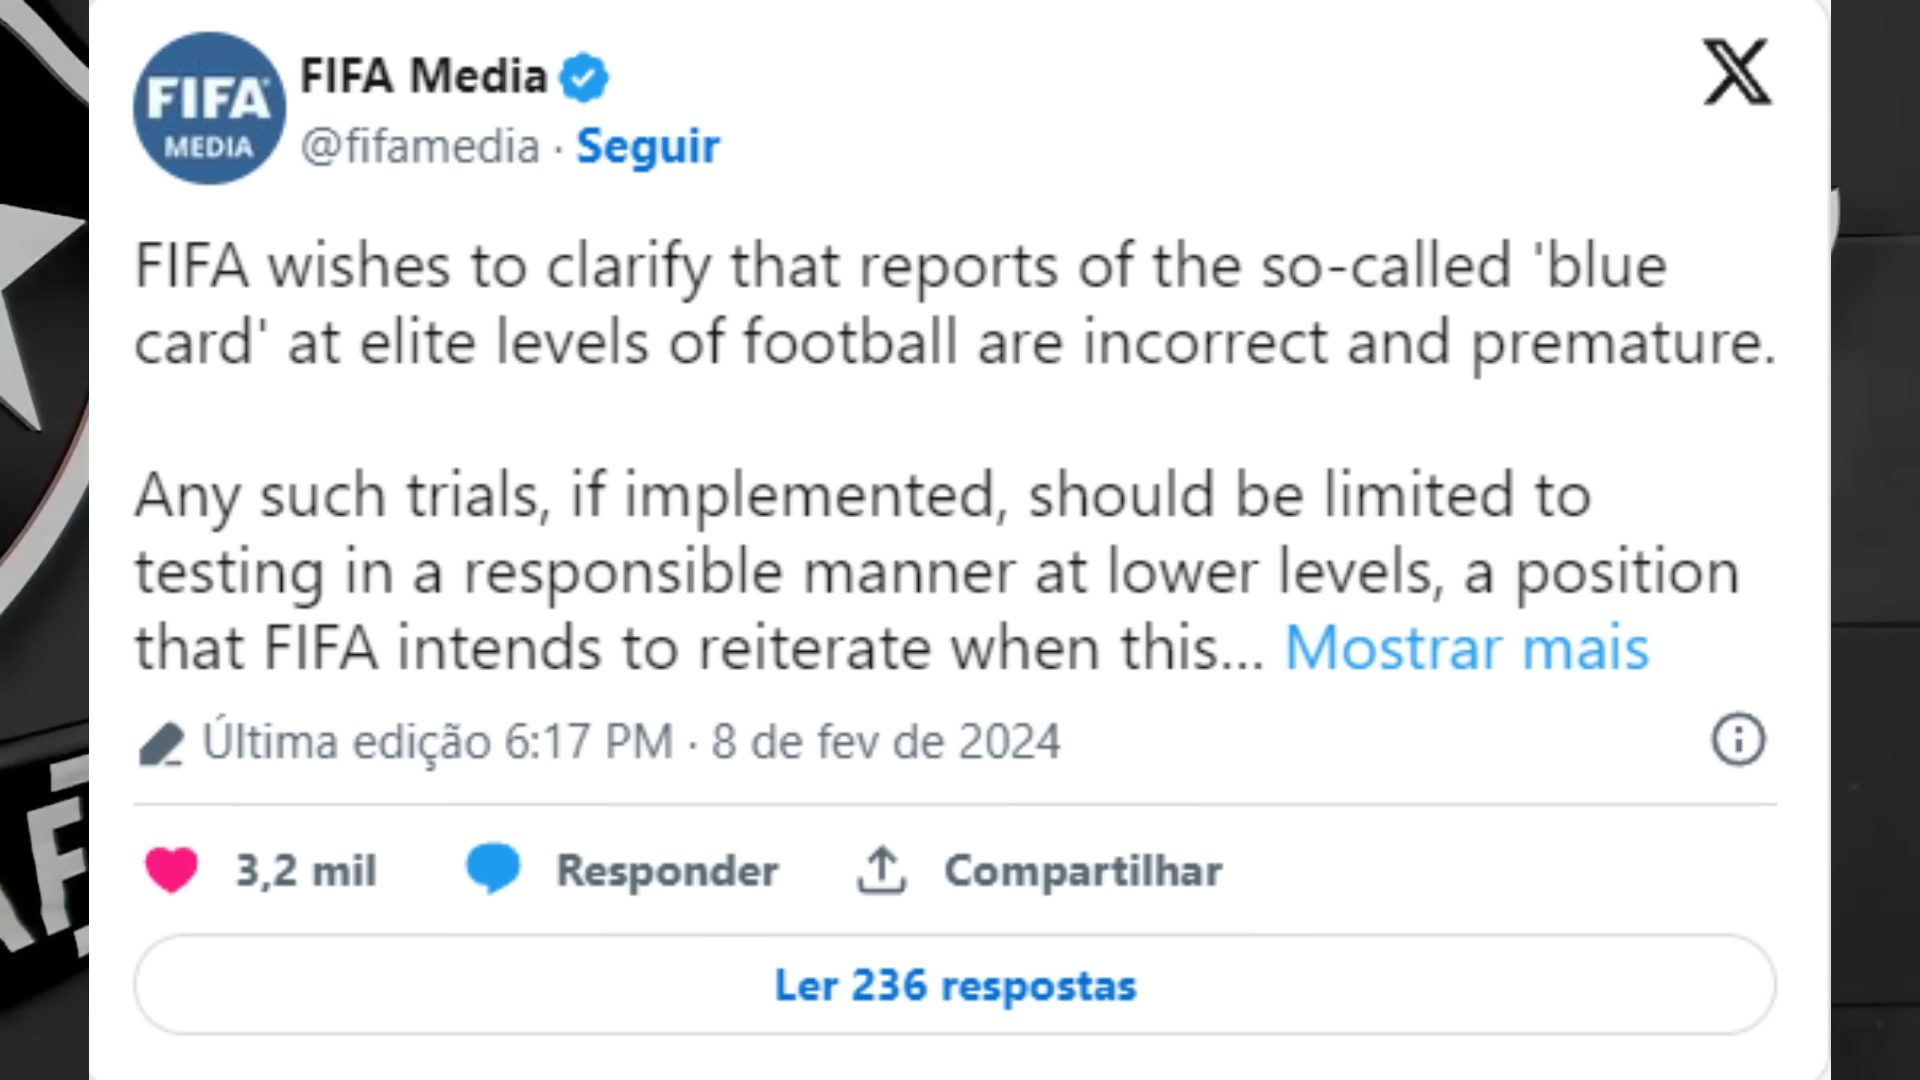 FIFA
MEDIA
FIFA Media
@fifamedia · Seguir
FIFA wishes to clarify that reports of the so-called 'blue
card' at elite levels of football are incorrect and premature.
Any such trials, if implemented, should be limited to
testing in a responsible manner at lower levels, a position
that FIFA intends to reiterate when this... Mostrar mais
Última edição 6:17 PM · 8 de fev de 2024
3,2 mil Responder Compartilhar
Ler 236 respostas